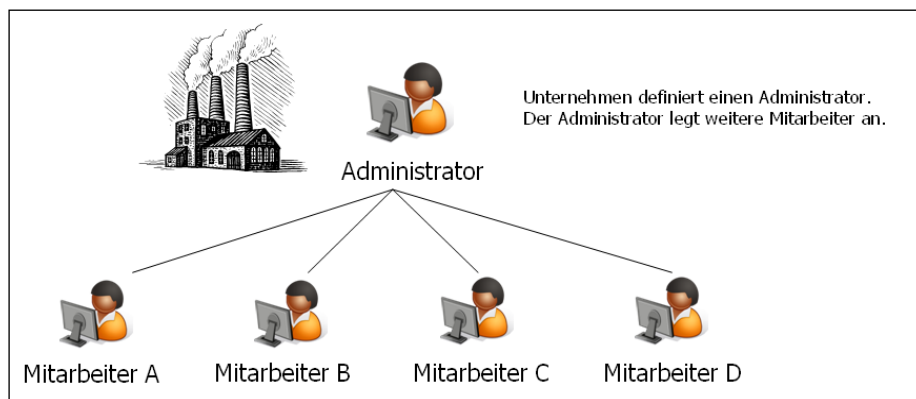 Unternehmen definiert einen Administrator.
Der Administrator legt weitere Mitarbeiter an.
Administrator
Mitarbeiter A
Mitarbeiter B
Mitarbeiter C
Mitarbeiter D